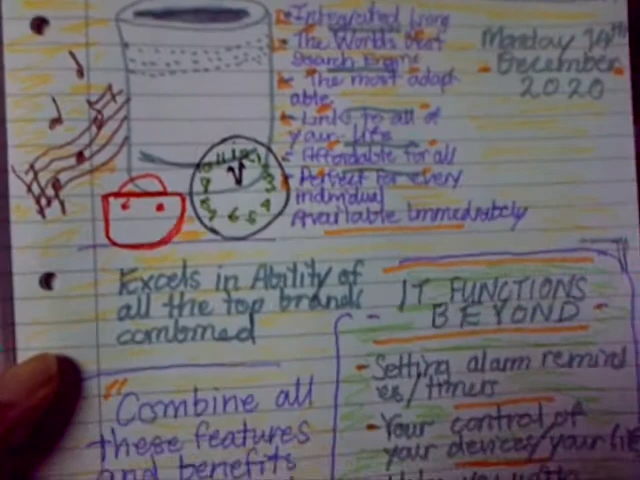 - Integrated living
- The World's best
Search Engine
- The most adapt
able
- Links to all of
your life
- Affordable for all
- Perfect for every
individual
Available Immediately
Monday 14th
December
2020
Excels in Ability of
all the top brands
combined
"Combine all
these features
and benefits
IT FUNCTIONS
BEYOND -
- Setting alarm remind
es/timers
- Your control of
your devices/your